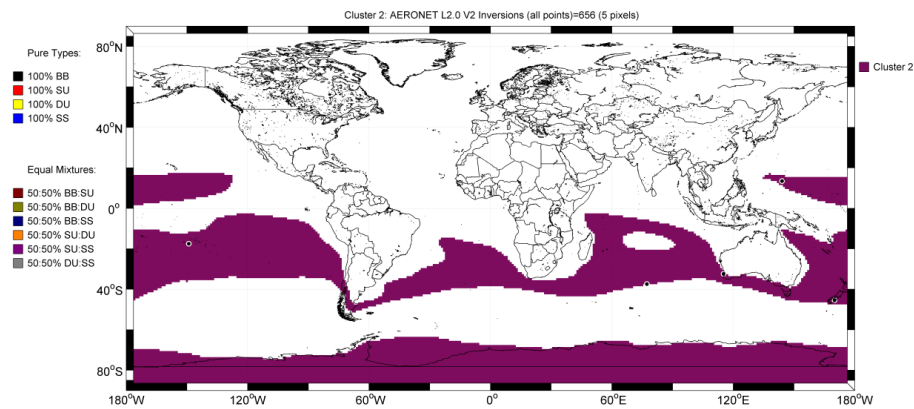 Cluster 2: AERONET L2.0 V2 Inversions (all points)=656 (5 pixels)
Pure Types:
100% BB
100% SU
100% DU
100% SS
Equal Mixtures:
50:50% BB:SU
50:50% BB:DU
50:50% BB:SS
50:50% SU:DU
50:50% SU:SS
50:50% DU:SS
Cluster 2
80°N
40°N
0°
40°S
80°S
180°W 120°W 60°W 0°E 60°E 120°E 180°W